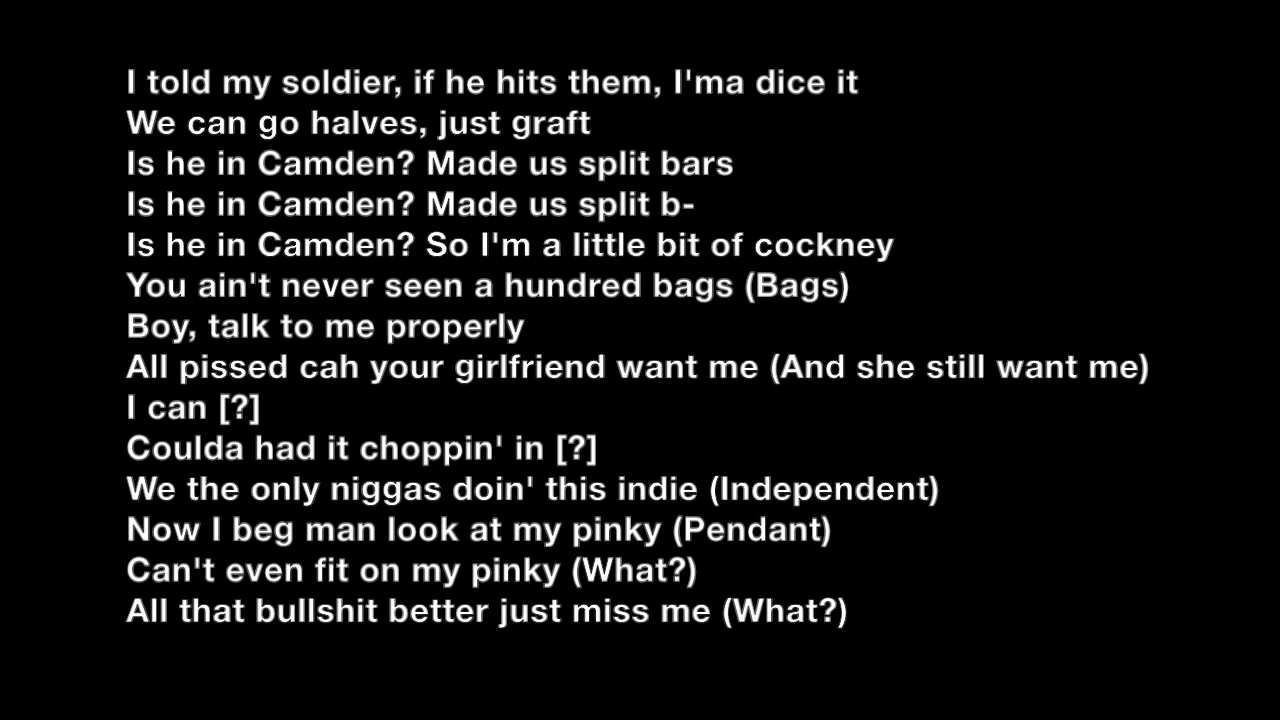 I told my soldier, if he hits them, I'ma dice it
We can go halves, just graft
Is he in Camden? Made us split bars
Is he in Camden? Made us split b-
Is he in Camden? So I'm a little bit of cockney
You ain't never seen a hundred bags (Bags)
Boy, talk to me properly
All pissed cah your girlfriend want me (And she still want me)
I can [?]
Coulda had it choppin' in [?]
We the only niggas doin' this indie (Independent)
Now I beg man look at my pinky (Pendant)
Can't even fit on my pinky (What?)
All that bullshit better just miss me (What?)